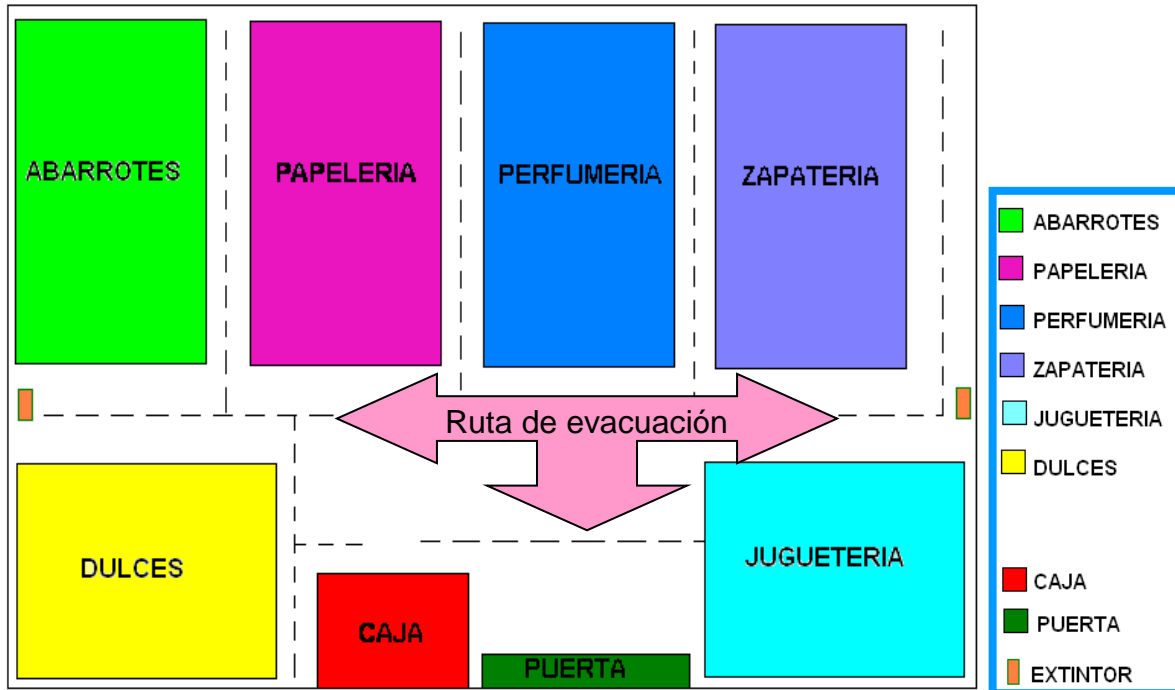 ABARROTES
PAPELERIA
PERFUMERIA
ZAPATERIA
Ruta de evacuación
DULCES
CAJA
PUERTA
JUGUETERIA
ABARROTES
PAPELERIA
PERFUMERIA
ZAPATERIA
JUGUETERIA
DULCES
CAJA
PUERTA
EXTINTOR